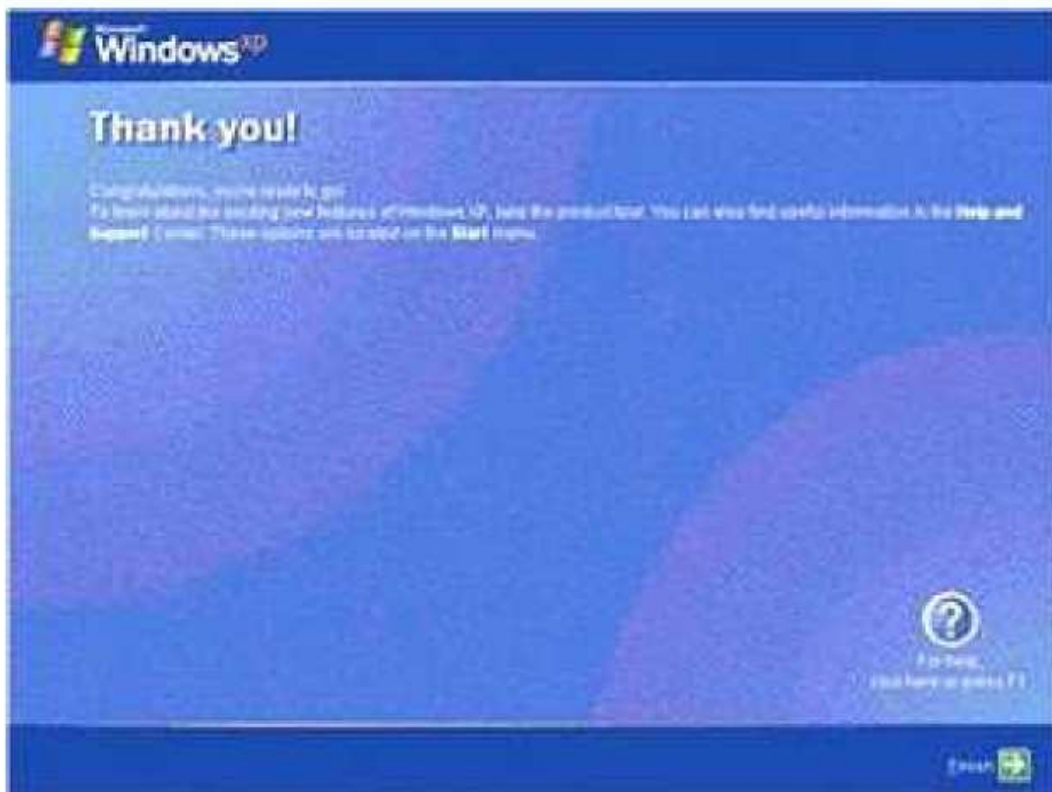 Microsoft
Windows xp
Thank you!
Congratulations, you're ready to go!
To learn about the exciting new features of Windows XP, take the product tour. You can also find useful information in the Help and
Support Center. These options are located on the Start menu.
For help,
click here or press F1
Finish